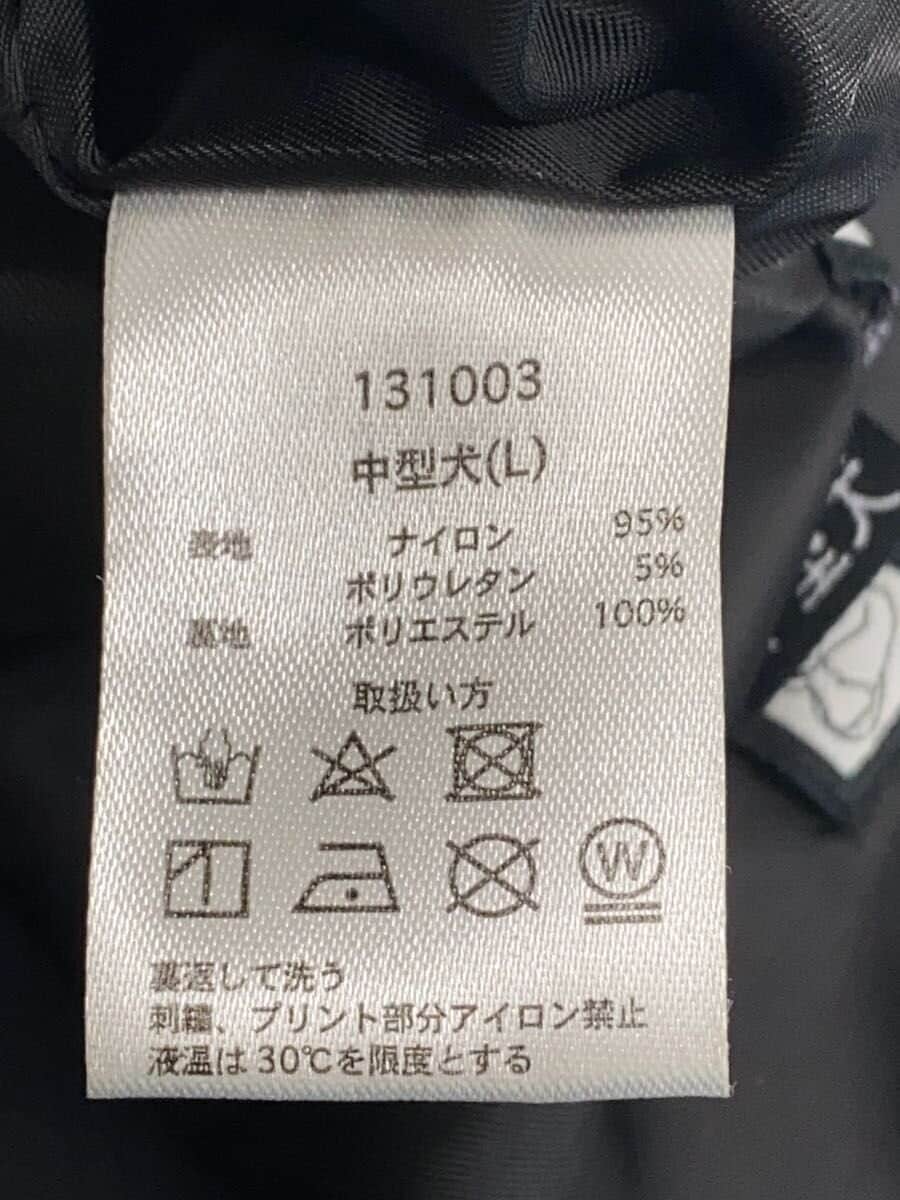 131003
中型犬(L)
表地 ナイロン 95%
ポリウレタン 5%
裏地 ポリエステル 100%
取扱い方
W
裏返して洗う
刺繍、プリント部分アイロン禁止
液温は30℃を限度とする